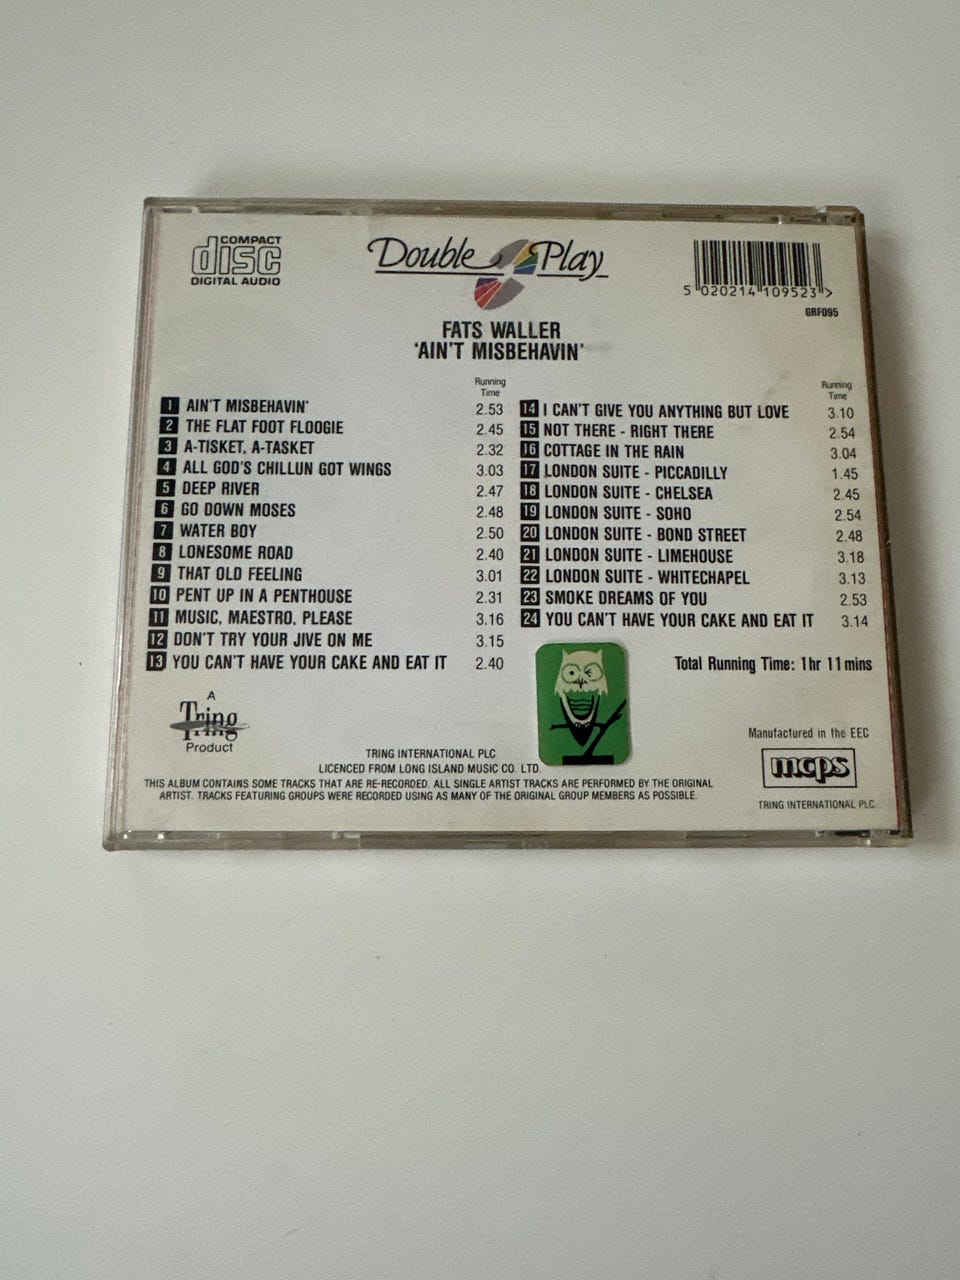 COMPACT
disc
DIGITAL AUDIO
Double Play
5 020214 109523 >
GRF095
FATS WALLER
'AIN'T MISBEHAVIN'
Running
Time
1 AIN'T MISBEHAVIN' 2.53
2 THE FLAT FOOT FLOOGIE 2.45
3 A-TISKET, A-TASKET 2.32
4 ALL GOD'S CHILLUN GOT WINGS 3.03
5 DEEP RIVER 2.47
6 GO DOWN MOSES 2.48
7 WATER BOY 2.50
8 LONESOME ROAD 2.40
9 THAT OLD FEELING 3.01
10 PENT UP IN A PENTHOUSE 2.31
11 MUSIC, MAESTRO, PLEASE 3.16
12 DON'T TRY YOUR JIVE ON ME 3.15
13 YOU CAN'T HAVE YOUR CAKE AND EAT IT 2.40
Running
Time
14 I CAN'T GIVE YOU ANYTHING BUT LOVE 3.10
15 NOT THERE - RIGHT THERE 2.54
16 COTTAGE IN THE RAIN 3.04
17 LONDON SUITE - PICCADILLY 1.45
18 LONDON SUITE - CHELSEA 2.45
19 LONDON SUITE - SOHO 2.54
20 LONDON SUITE - BOND STREET 2.48
21 LONDON SUITE - LIMEHOUSE 3.18
22 LONDON SUITE - WHITECHAPEL 3.13
23 SMOKE DREAMS OF YOU 2.53
24 YOU CAN'T HAVE YOUR CAKE AND EAT IT 3.14
Total Running Time: 1hr 11mins
A
Tring
Product
TRING INTERNATIONAL PLC
LICENCED FROM LONG ISLAND MUSIC CO. LTD.
THIS ALBUM CONTAINS SOME TRACKS THAT ARE RE-RECORDED. ALL SINGLE ARTIST TRACKS ARE PERFORMED BY THE ORIGINAL
ARTIST. TRACKS FEATURING GROUPS WERE RECORDED USING AS MANY OF THE ORIGINAL GROUP MEMBERS AS POSSIBLE.
Manufactured in the EEC
mcps
TRING INTERNATIONAL PLC